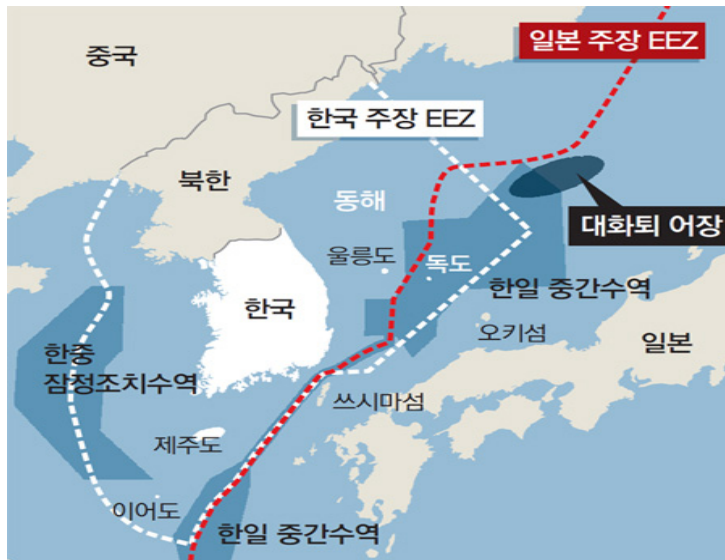 일본 주장 EEZ
중국
한국 주장 EEZ
북한
동해
대화퇴 어장
울릉도
독도
한일 중간수역
한국
오키섬
일본
한중
잠정조치수역
쓰시마섬
제주도
이어도
한일 중간수역